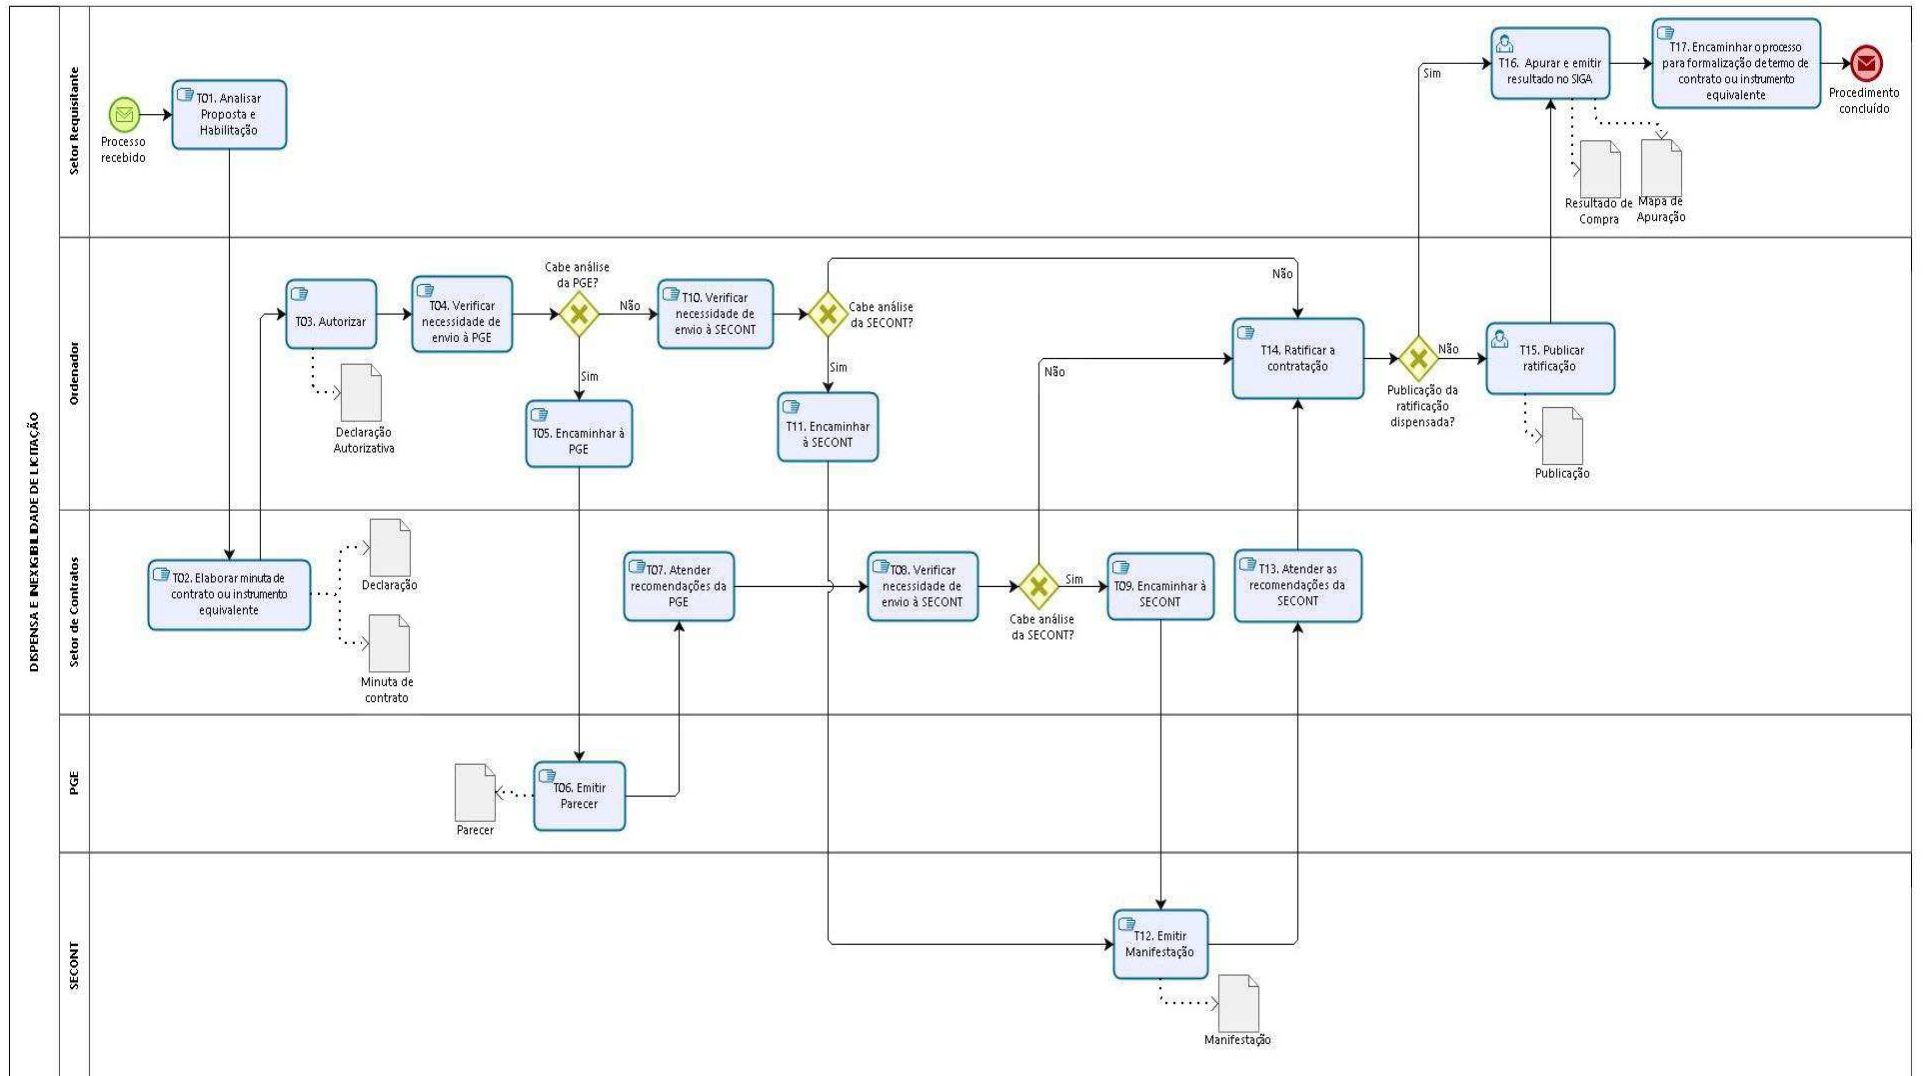 DISPENSA E INEXIGIBILIDADE DE LICITAÇÃO
Setor Requisitante
Processo
recebido
T01. Analisar
Proposta e
Habilitação
Sim
T16. Apurar e emitir
resultado no SIGA
T17. Encaminhar o processo
para formalização de termo de
contrato ou instrumento
equivalente
Procedimento
concluído
Resultado de
Compra
Mapa de
Apuração
Ordenador
T03. Autorizar
Declaração
Autorizativa
T04. Verificar
necessidade de
envio à PGE
Cabe análise
da PGE?
Não
Sim
T05. Encaminhar à
PGE
T10. Verificar
necessidade de
envio à SECONT
Cabe análise
da SECONT?
Não
Sim
T11. Encaminhar
à SECONT
Não
T14. Ratificar a
contratação
Publicação da
ratificação
dispensada?
Não
T15. Publicar
ratificação
Publicação
Setor de Contratos
T02. Elaborar minuta de
contrato ou instrumento
equivalente
Declaração
Minuta de
contrato
T07. Atender
recomendações da
PGE
T08. Verificar
necessidade de
envio à SECONT
Cabe análise
da SECONT?
Sim
T09. Encaminhar à
SECONT
T13. Atender as
recomendações da
SECONT
PGE
Parecer
T06. Emitir
Parecer
SECONT
T12. Emitir
Manifestação
Manifestação